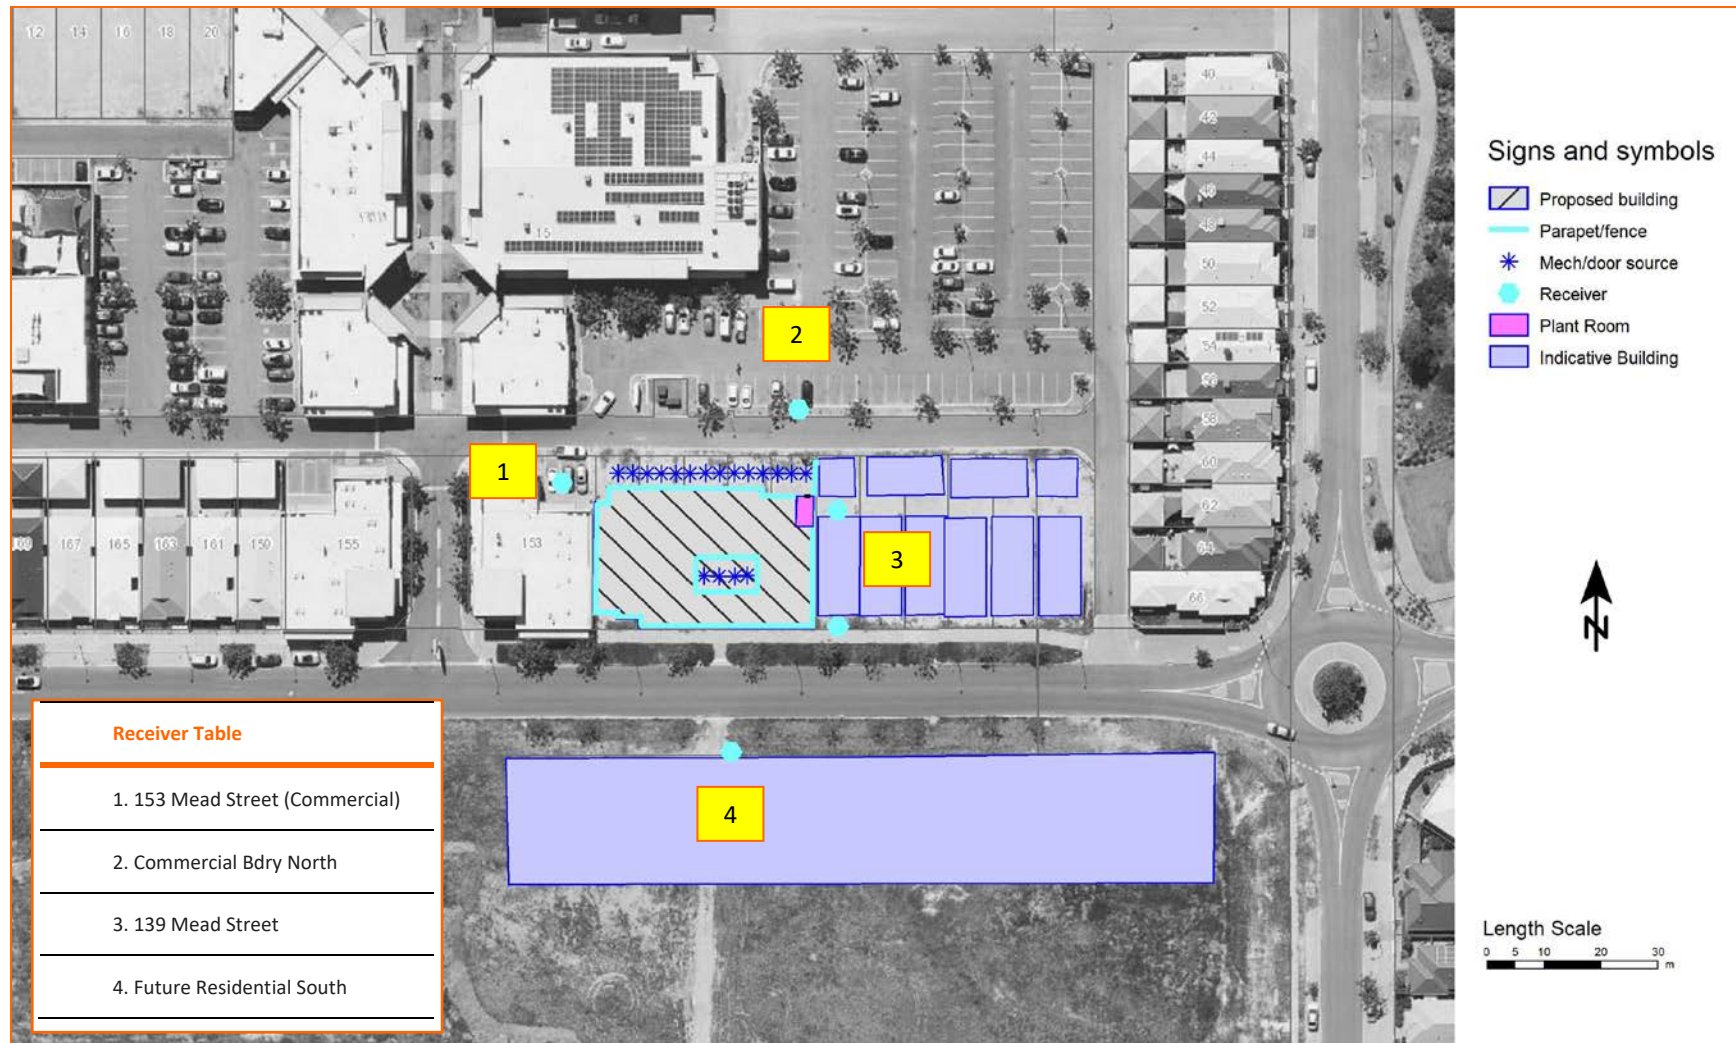 12 14 16 18 20
40
42
44
46
48
50
52
54
56
58
60
62
64
66
15
2
1
3
4
167 165 163 161 159 155 153
Signs and symbols
Proposed building
Parapet/fence
Mech/door source
Receiver
Plant Room
Indicative Building
N
Receiver Table
1. 153 Mead Street (Commercial)
2. Commercial Bdry North
3. 139 Mead Street
4. Future Residential South
Length Scale
0 5 10 20 30
m